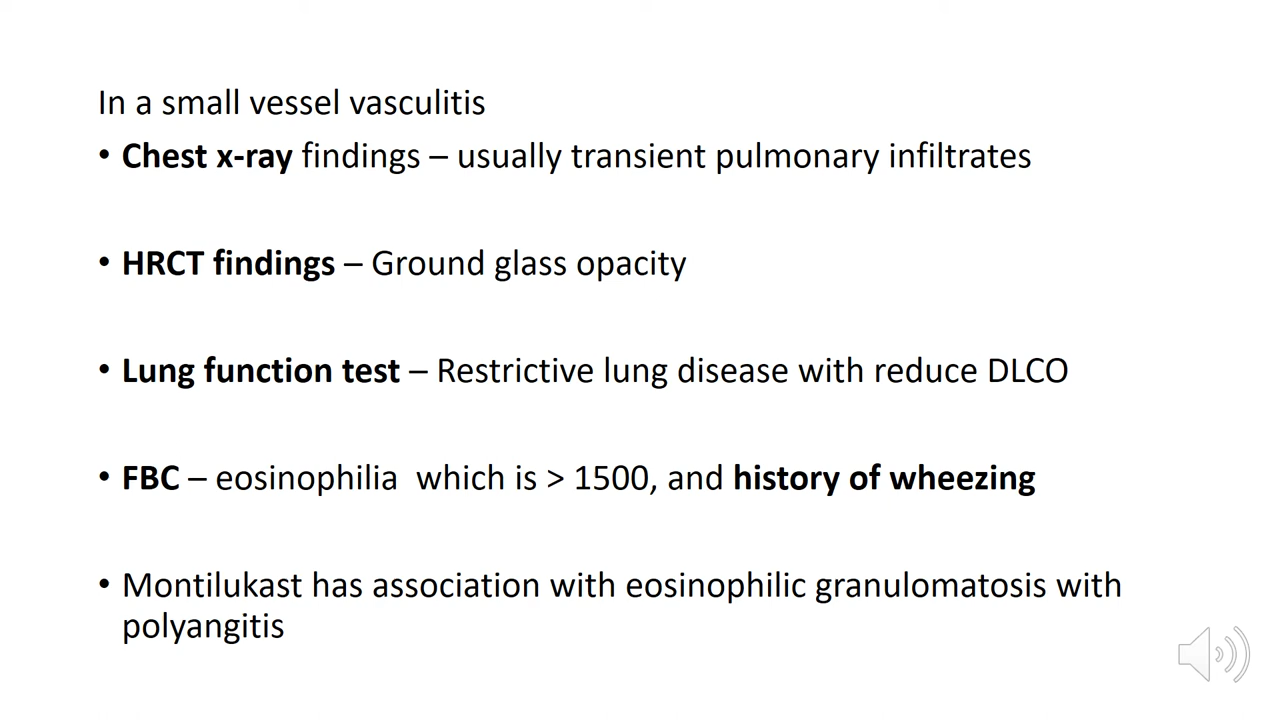 In a small vessel vasculitis
• Chest x-ray findings – usually transient pulmonary infiltrates
• HRCT findings – Ground glass opacity
• Lung function test – Restrictive lung disease with reduce DLCO
• FBC – eosinophilia  which is > 1500, and history of wheezing
• Montilukast has association with eosinophilic granulomatosis with
polyangitis